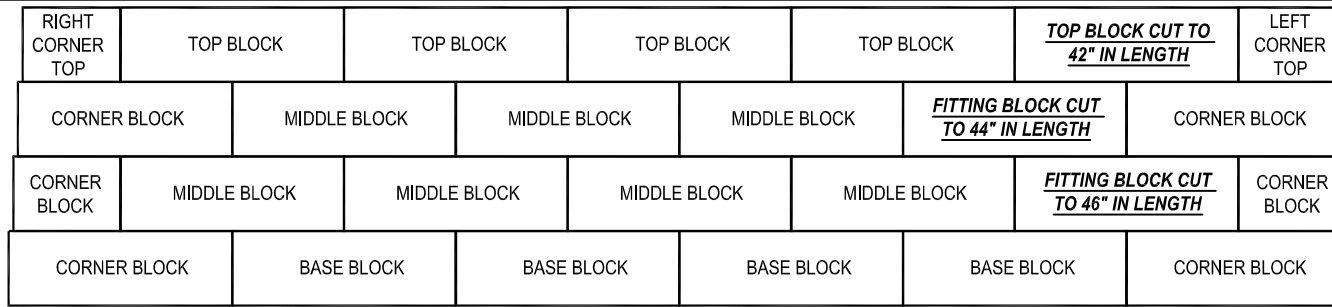 RIGHT
CORNER
TOP
TOP BLOCK
TOP BLOCK
TOP BLOCK
TOP BLOCK
TOP BLOCK CUT TO
42" IN LENGTH
LEFT
CORNER
TOP
CORNER BLOCK
MIDDLE BLOCK
MIDDLE BLOCK
MIDDLE BLOCK
FITTING BLOCK CUT
TO 44" IN LENGTH
CORNER BLOCK
CORNER
BLOCK
MIDDLE BLOCK
MIDDLE BLOCK
MIDDLE BLOCK
MIDDLE BLOCK
FITTING BLOCK CUT
TO 46" IN LENGTH
CORNER
BLOCK
CORNER BLOCK
BASE BLOCK
BASE BLOCK
BASE BLOCK
BASE BLOCK
CORNER BLOCK